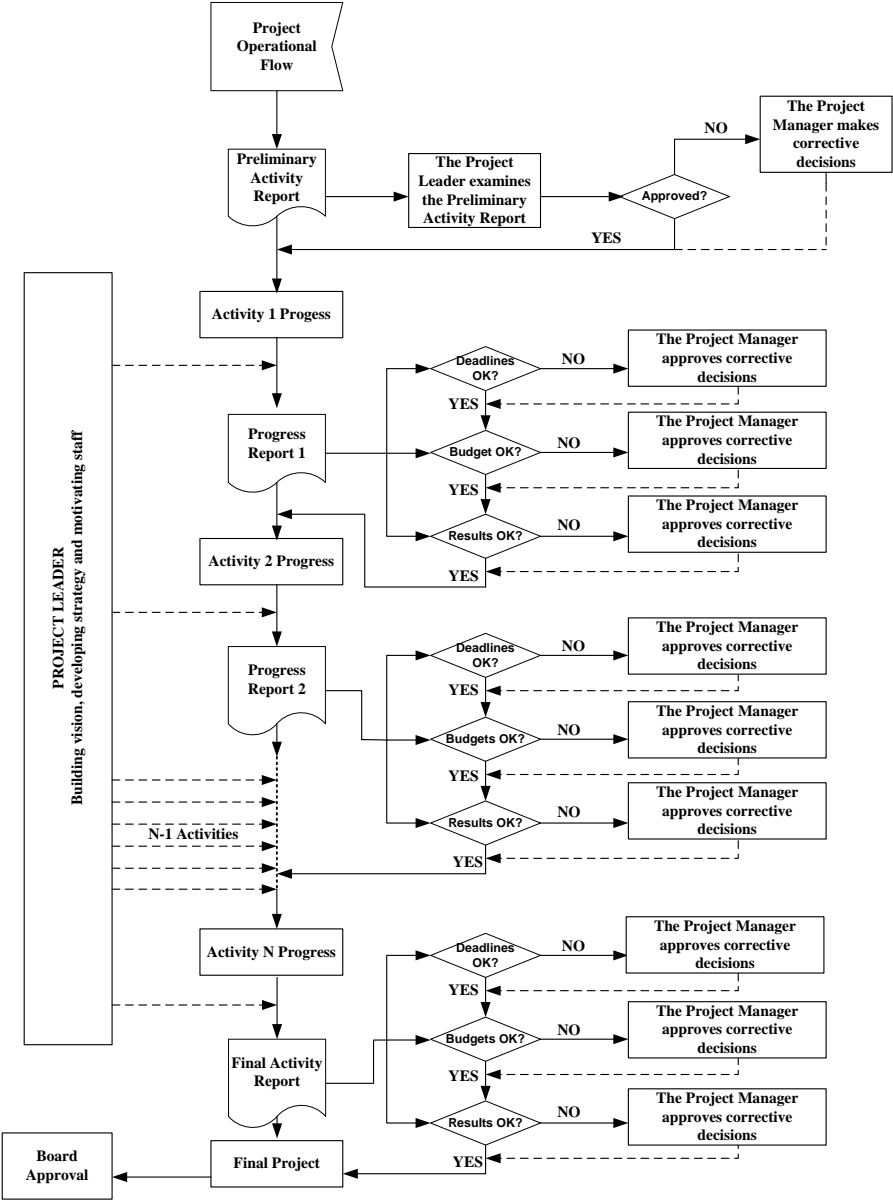 Project
Operational
Flow
The Project
Manager makes
corrective
decisions
NO
Preliminary
Activity
Report
The Project
Leader examines
the Preliminary
Activity Report
Approved?
YES
PROJECT LEADER
Building vision, developing strategy and motivating staff
Activity 1 Progess
Deadlines
OK?
NO
The Project Manager
approves corrective
decisions
YES
Progress
Report 1
Budget OK?
NO
The Project Manager
approves corrective
decisions
YES
Results OK?
NO
The Project Manager
approves corrective
decisions
YES
Activity 2 Progress
Deadlines
OK?
NO
The Project Manager
approves corrective
decisions
YES
Progress
Report 2
Budgets OK?
NO
The Project Manager
approves corrective
decisions
YES
Results OK?
NO
The Project Manager
approves corrective
decisions
YES
N-1 Activities
Activity N Progress
Deadlines
OK?
NO
The Project Manager
approves corrective
decisions
YES
Final Activity
Report
Budgets OK?
NO
The Project Manager
approves corrective
decisions
YES
Results OK?
NO
The Project Manager
approves corrective
decisions
YES
Final Project
Board
Approval